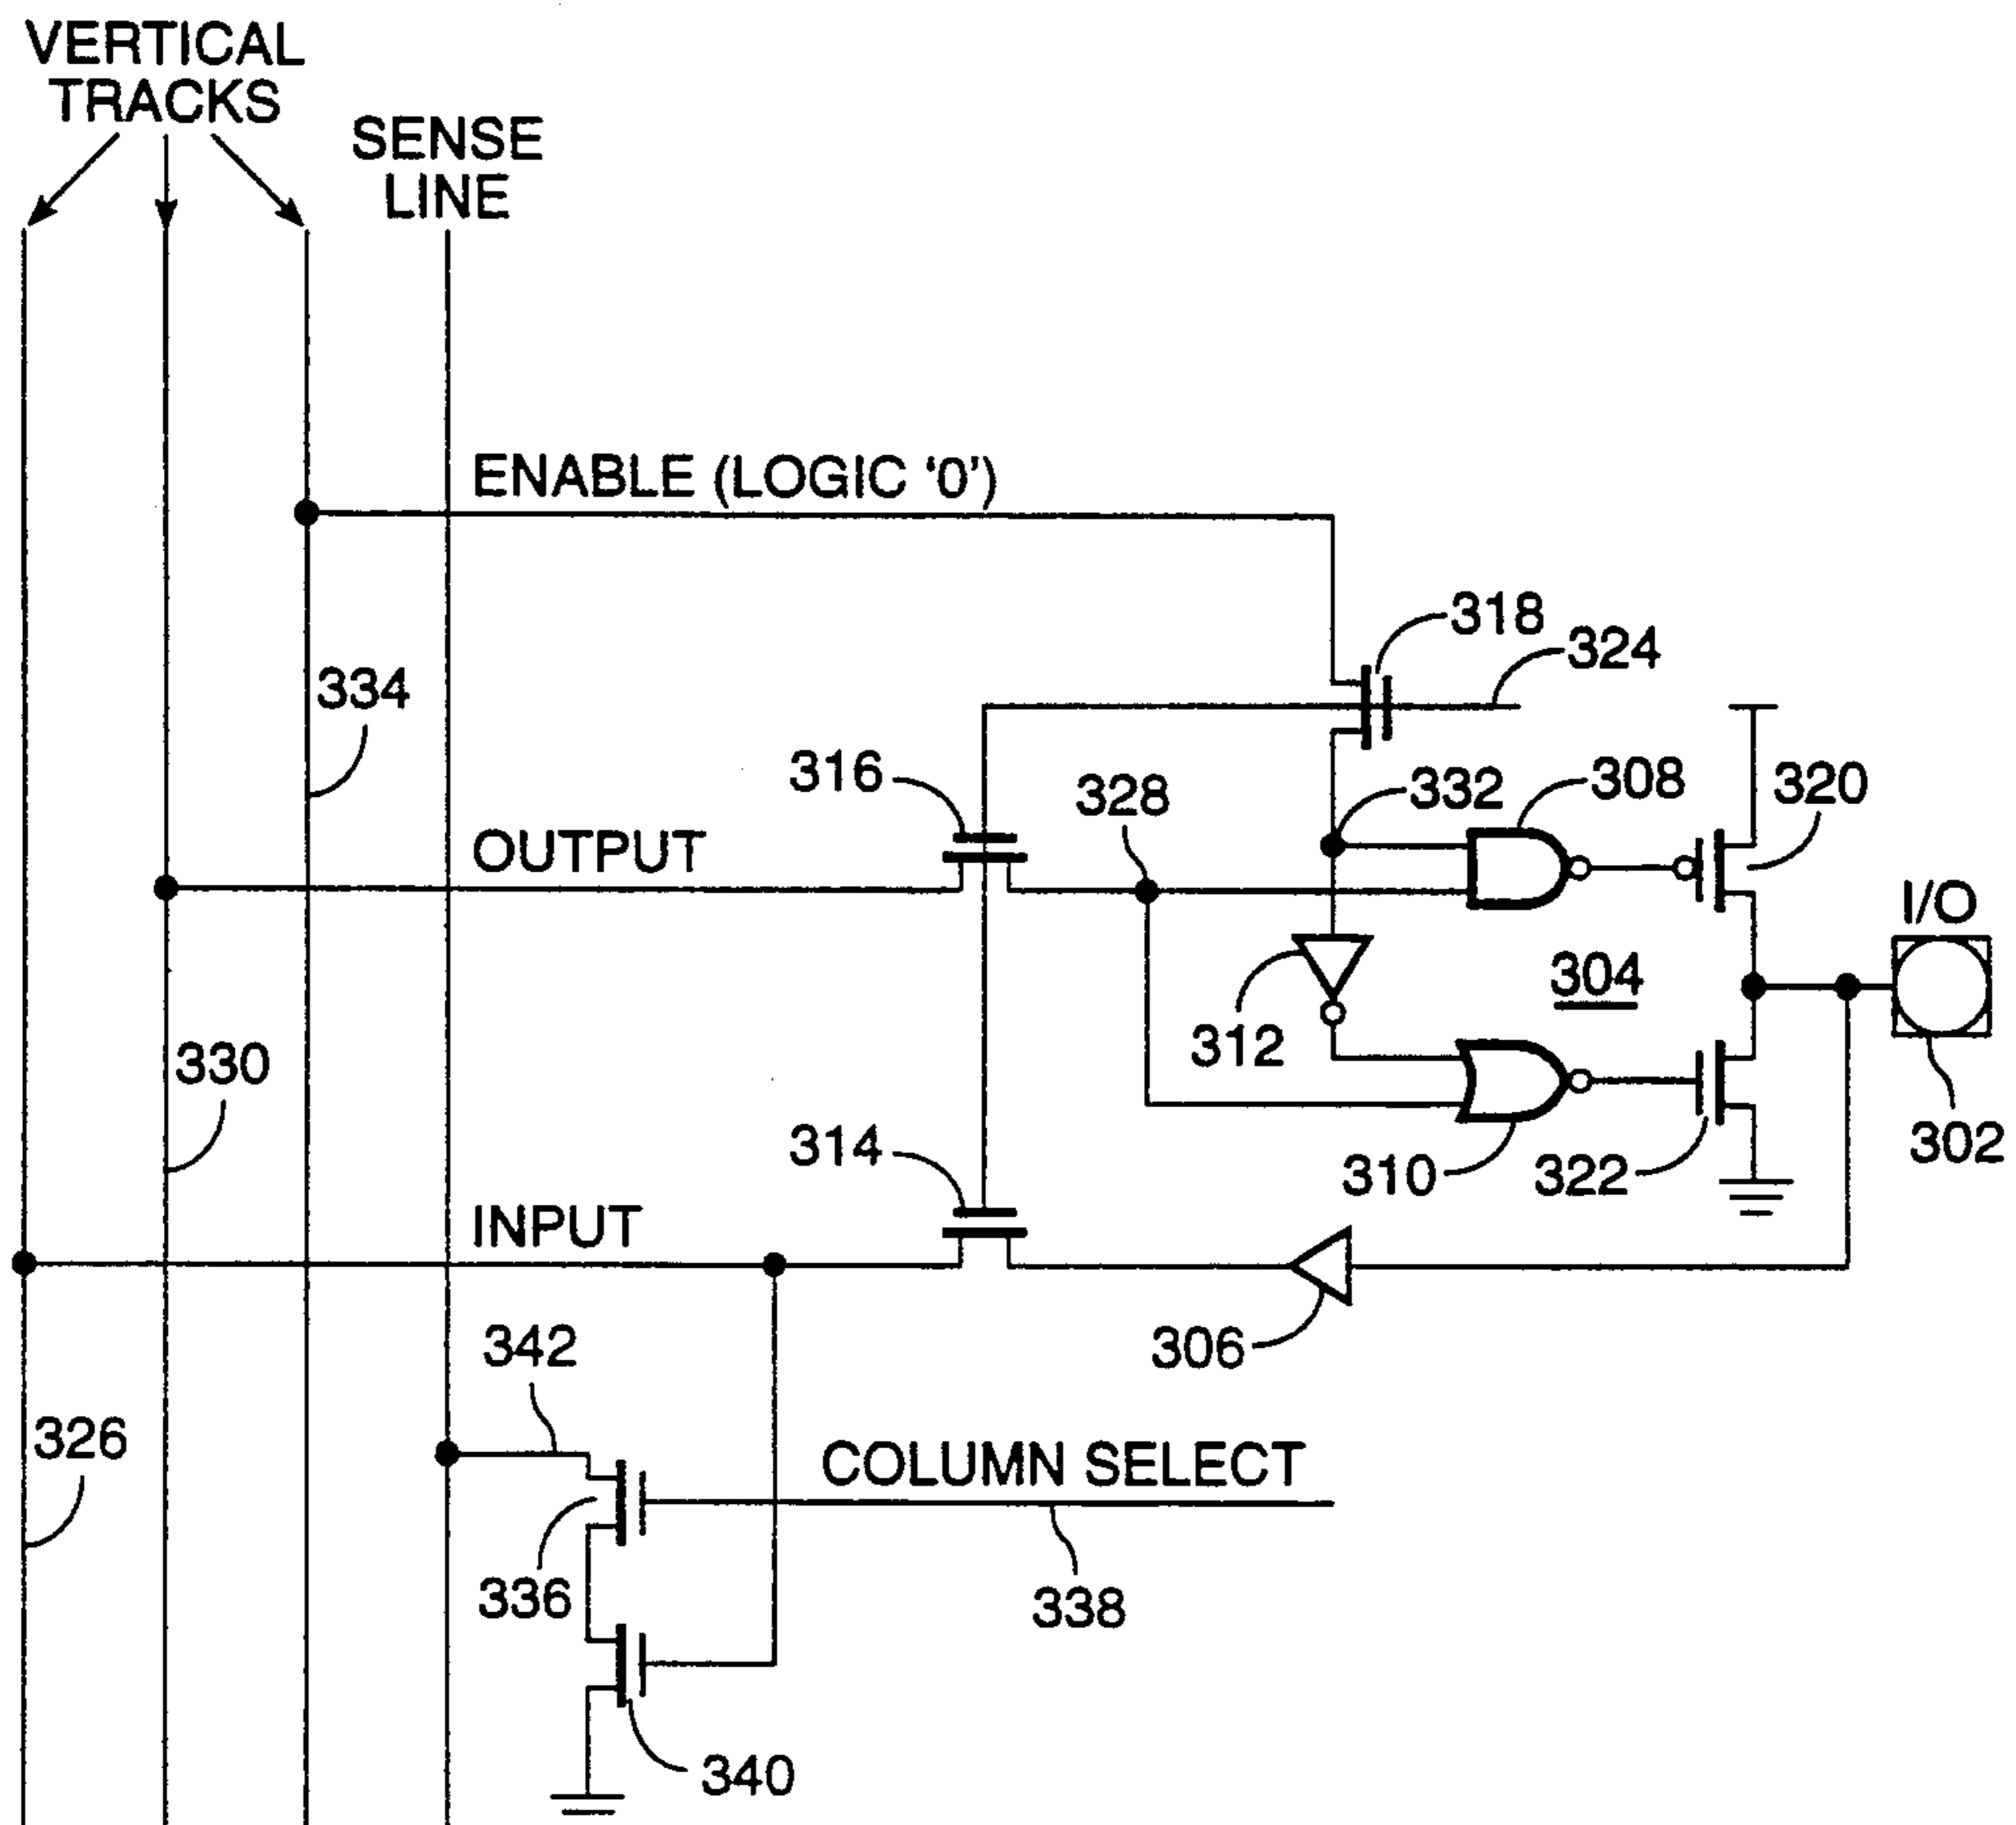 VERTICAL
TRACKS
SENSE
LINE
ENABLE (LOGIC '0')
318
324
334
316
328
332
308
320
OUTPUT
I/O
304
312
330
314
310
322
302
INPUT
306
342
326
COLUMN SELECT
336
338
340